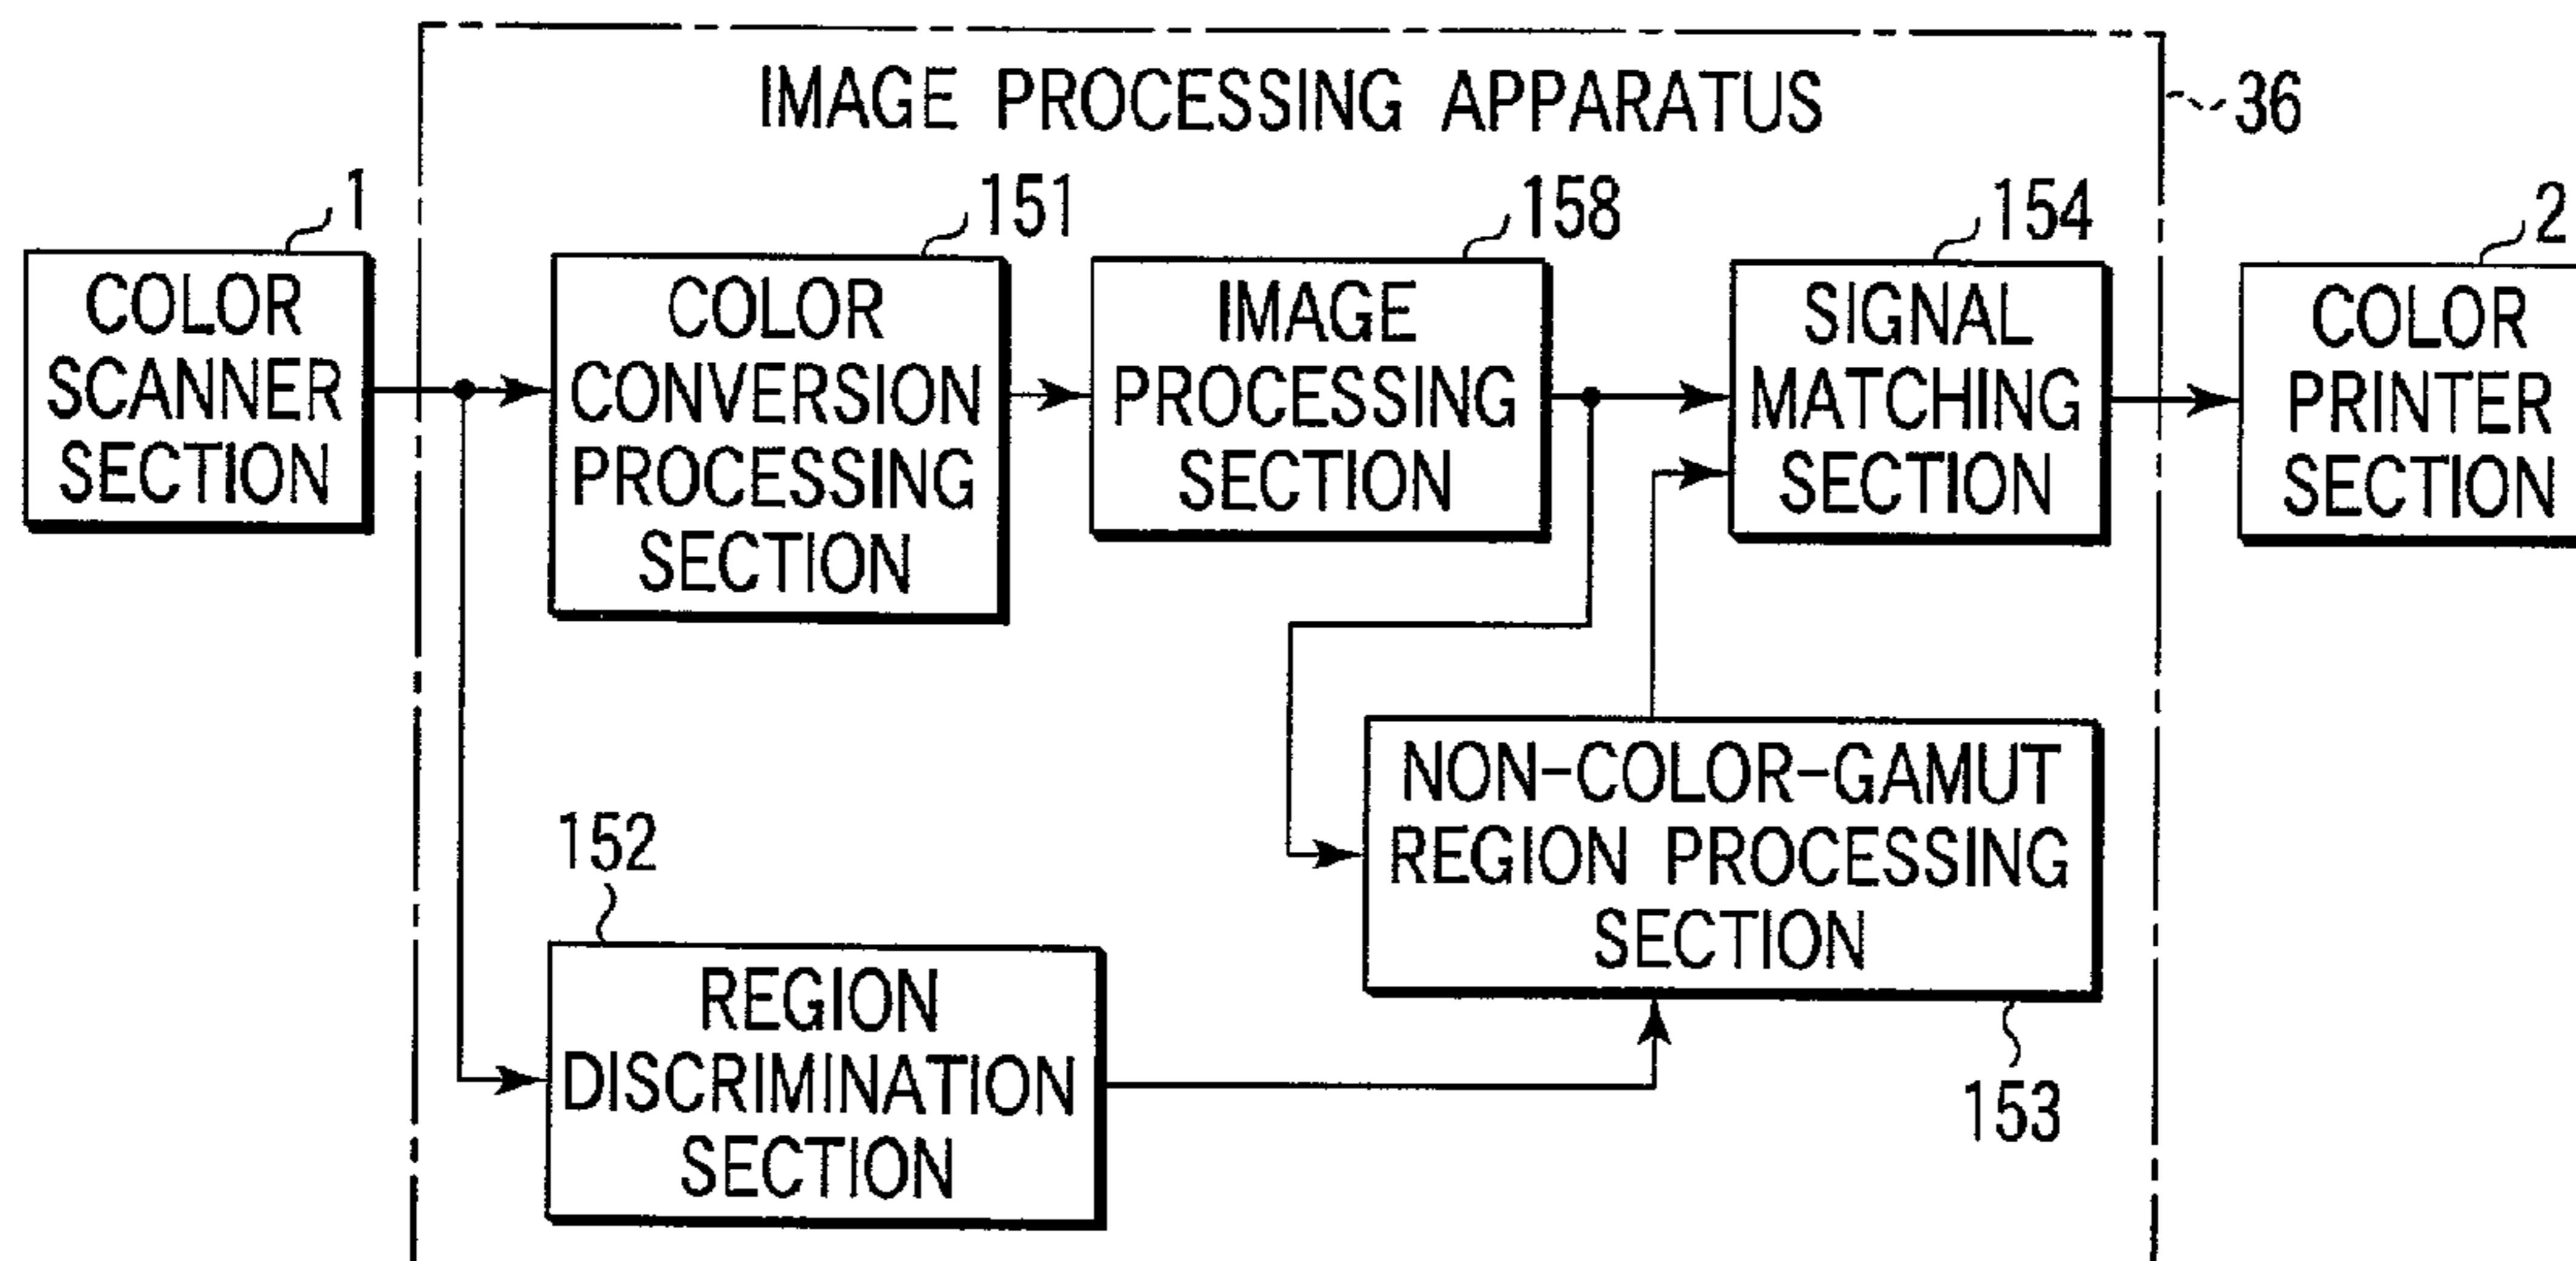 IMAGE PROCESSING APPARATUS
36
1
COLOR
SCANNER
SECTION
151
COLOR
CONVERSION
PROCESSING
SECTION
158
IMAGE
PROCESSING
SECTION
154
SIGNAL
MATCHING
SECTION
2
COLOR
PRINTER
SECTION
NON-COLOR-GAMUT
REGION PROCESSING
SECTION
153
152
REGION
DISCRIMINATION
SECTION